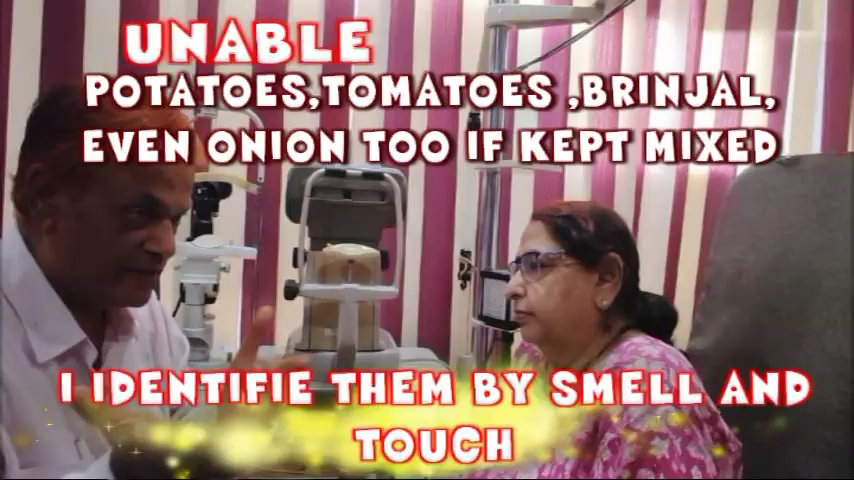 UNABLE
POTATOES,TOMATOES ,BRINJAL,
EVEN ONION TOO IF KEPT MIXED
I IDENTIFIE THEM BY SMELL AND
TOUCH